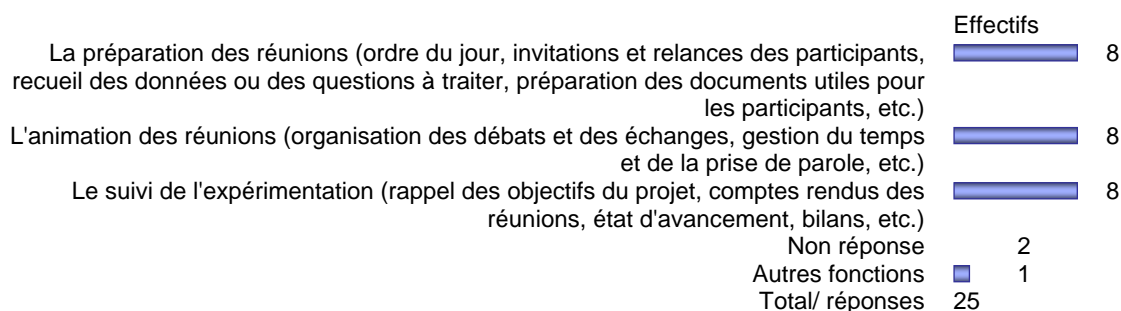 Effectifs
La préparation des réunions (ordre du jour, invitations et relances des participants, 8
recueil des données ou des questions à traiter, préparation des documents utiles pour
les participants, etc.)
L'animation des réunions (organisation des débats et des échanges, gestion du temps 8
et de la prise de parole, etc.)
Le suivi de l'expérimentation (rappel des objectifs du projet, comptes rendus des 8
réunions, état d'avancement, bilans, etc.)
Non réponse 2
Autres fonctions 1
Total/ réponses 25